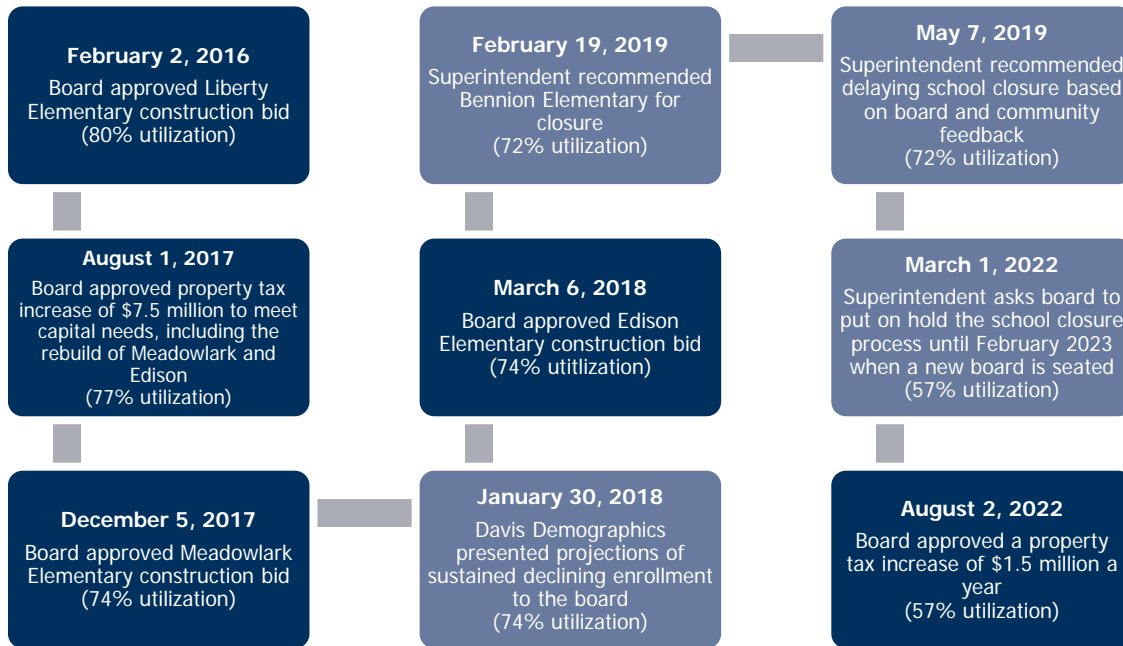 February 2, 2016
Board approved Liberty
Elementary construction bid
(80% utilization)
August 1, 2017
Board approved property tax
increase of $7.5 million to meet
capital needs, including the
rebuild of Meadowlark and
Edison
(77% utilization)
December 5, 2017
Board approved Meadowlark
Elementary construction bid
(74% utilization)
January 30, 2018
Davis Demographics
presented projections of
sustained declining enrollment
to the board
(74% utilization)
March 6, 2018
Board approved Edison
Elementary construction bid
(74% utitlization)
February 19, 2019
Superintendent recommended
Bennion Elementary for
closure
(72% utilization)
May 7, 2019
Superintendent recommended
delaying school closure based
on board and community
feedback
(72% utilization)
March 1, 2022
Superintendent asks board to
put on hold the school closure
process until February 2023
when a new board is seated
(57% utilization)
August 2, 2022
Board approved a property
tax increase of $1.5 million a
year
(57% utilization)